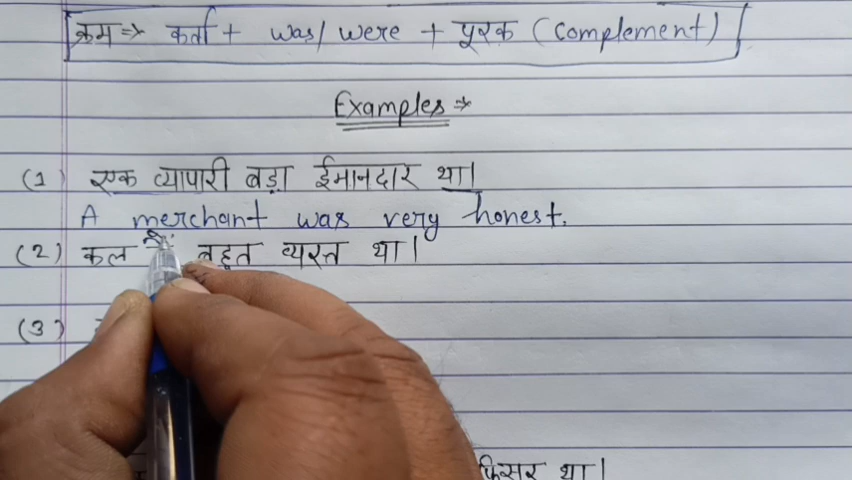 क्रम => कर्ता + was/were + पूरक (Complement)
Examples =>
(1) एक व्यापारी बड़ा ईमानदार था।
A merchant was very honest.
(2) कल बहुत व्यस्त था।
(3)
था।